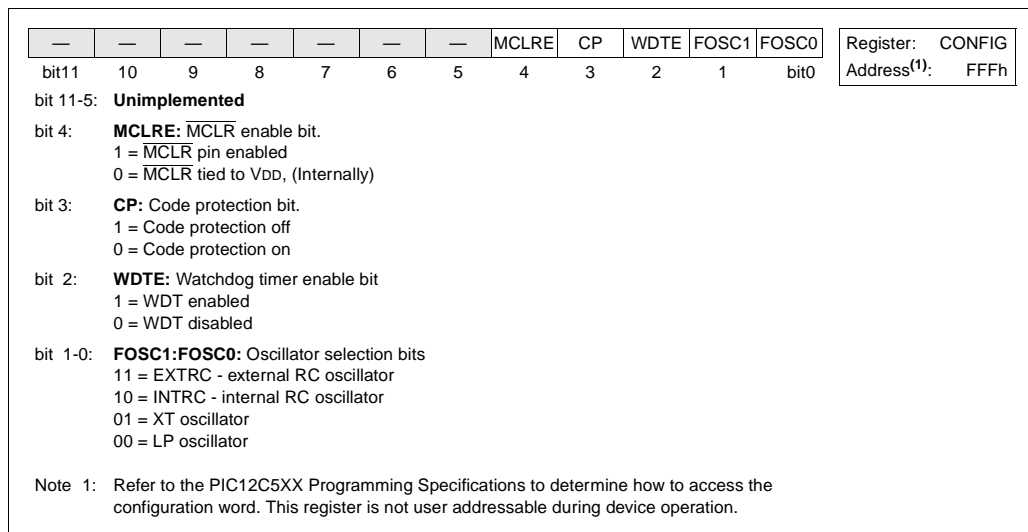 — — — — — — — MCLRE CP WDTE FOSC1 FOSC0 Register: CONFIG
bit11 10 9 8 7 6 5 4 3 2 1 bit0 Address(1): FFFh
bit 11-5: Unimplemented
bit 4: MCLRE: MCLR enable bit.
1 = MCLR pin enabled
0 = MCLR tied to VDD, (Internally)
bit 3: CP: Code protection bit.
1 = Code protection off
0 = Code protection on
bit 2: WDTE: Watchdog timer enable bit
1 = WDT enabled
0 = WDT disabled
bit 1-0: FOSC1:FOSC0: Oscillator selection bits
11 = EXTRC - external RC oscillator
10 = INTRC - internal RC oscillator
01 = XT oscillator
00 = LP oscillator
Note 1: Refer to the PIC12C5XX Programming Specifications to determine how to access the
configuration word. This register is not user addressable during device operation.